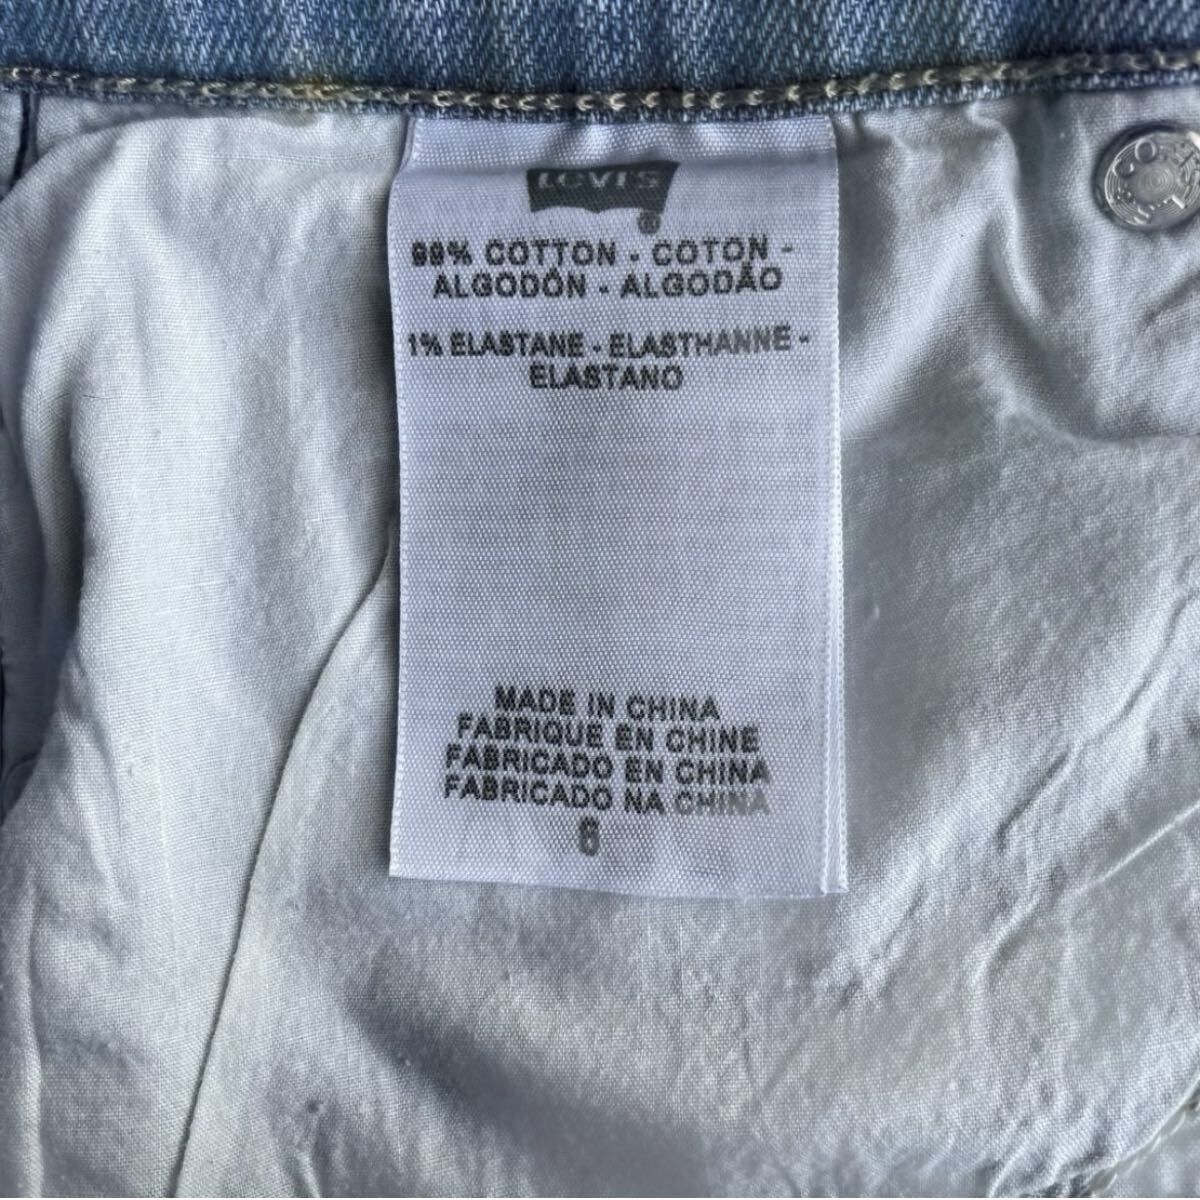 LEVI'S
®
99% COTTON - COTON -
ALGODÓN - ALGODÃO
1% ELASTANE - ELASTHANNE -
ELASTANO
MADE IN CHINA
FABRIQUE EN CHINE
FABRICADO EN CHINA
FABRICADO NA CHINA
6